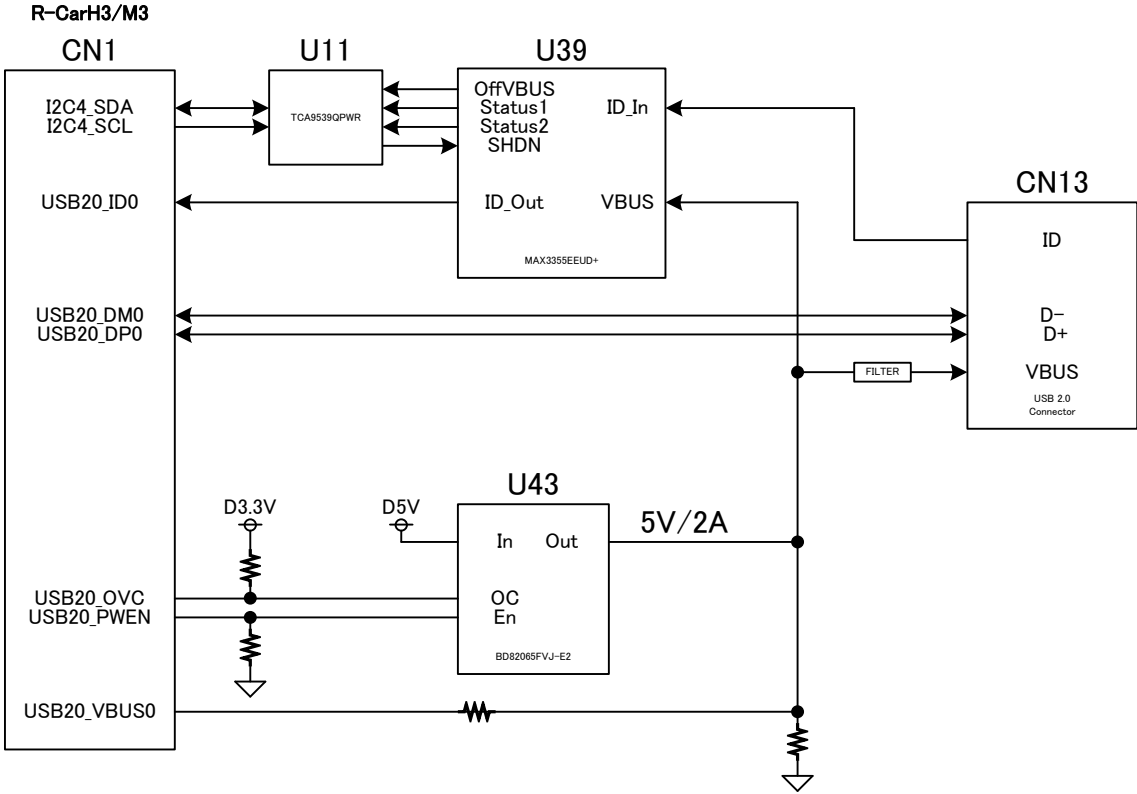 R-CarH3/M3
CN1
U11
U39
I2C4_SDA
I2C4_SCL
TCA9539QPWR
OffVBUS
Status1
Status2
SHDN
ID_In
USB20_ID0
ID_Out
VBUS
MAX3355EEUD+
CN13
ID
USB20_DM0
USB20_DP0
D-
D+
FILTER
VBUS
USB 2.0
Connector
U43
D3.3V
D5V
5V/2A
In
Out
USB20_OVC
USB20_PWEN
OC
En
BD82065FVJ-E2
USB20_VBUS0